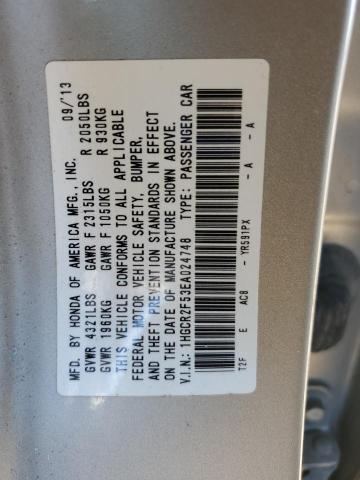 MFD. BY HONDA OF AMERICA MFG., INC. 09/'13
GVWR 4321LBS GAWR F 2315LBS R 2050LBS
GVWR 1960KG GAWR F 1050KG R 930KG
THIS VEHICLE CONFORMS TO ALL APPLICABLE
FEDERAL MOTOR VEHICLE SAFETY, BUMPER,
AND THEFT PREVENTION STANDARDS IN EFFECT
ON THE DATE OF MANUFACTURE SHOWN ABOVE.
V.I.N.: 1HGCR2F53EA024748 TYPE: PASSENGER CAR
YR591PX - A - A
T2F E AC8 -